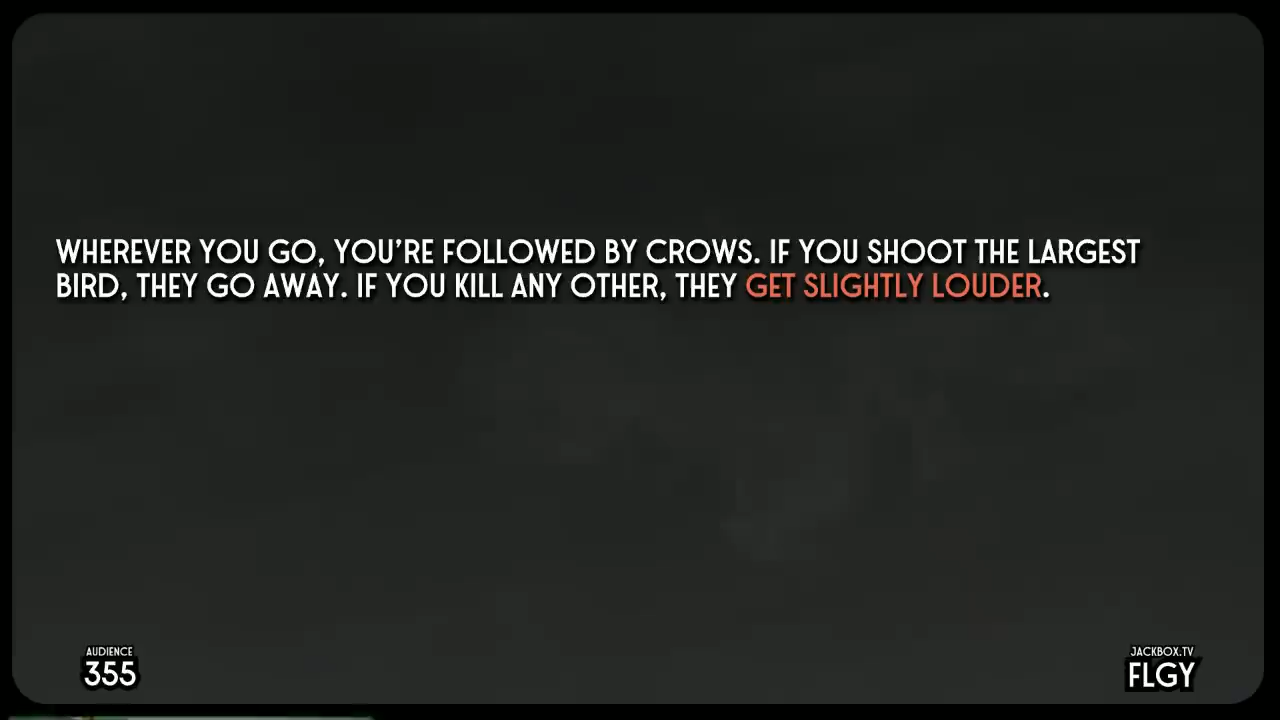 WHEREVER YOU GO, YOU'RE FOLLOWED BY CROWS. IF YOU SHOOT THE LARGEST
BIRD, THEY GO AWAY. IF YOU KILL ANY OTHER, THEY GET SLIGHTLY LOUDER.
AUDIENCE
355
JACKBOX.TV
FLGY